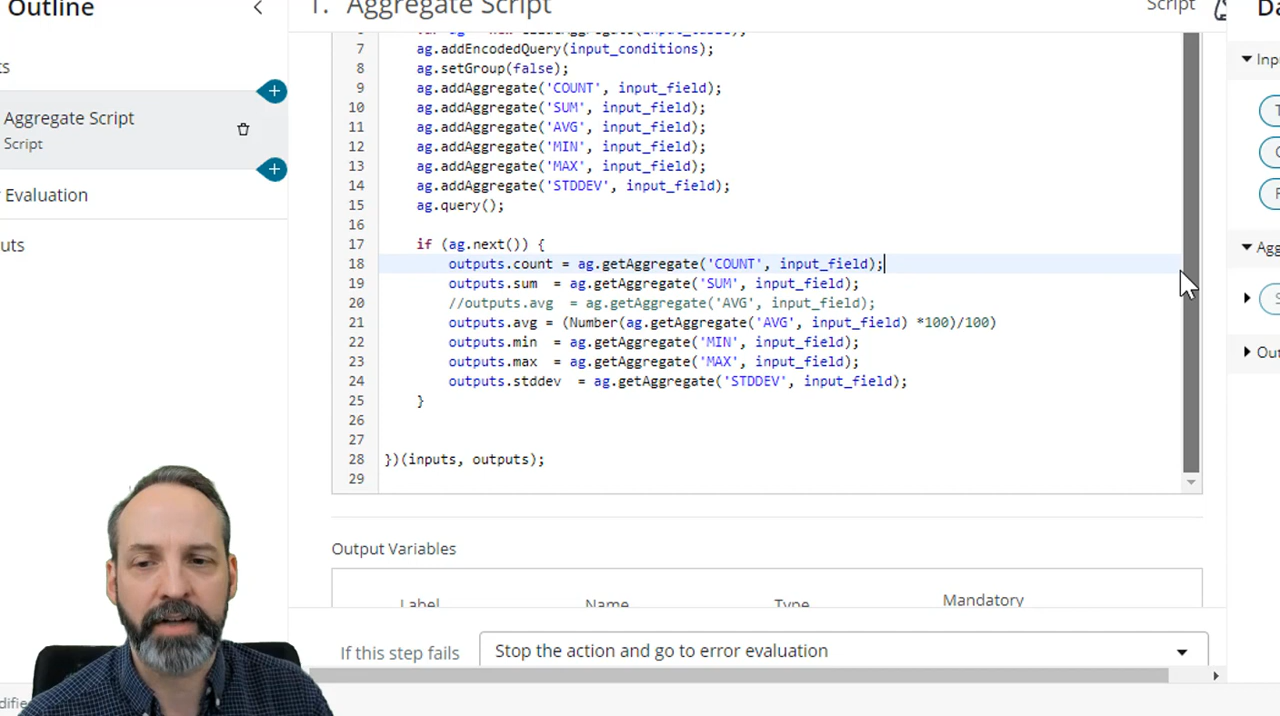 Outline
1. Aggregate Script
Script
ts
Aggregate Script
Script
Evaluation
uts
7 ag.addEncodedQuery(input_conditions);
8 ag.setGroup(false);
9 ag.addAggregate('COUNT', input_field);
10 ag.addAggregate('SUM', input_field);
11 ag.addAggregate('AVG', input_field);
12 ag.addAggregate('MIN', input_field);
13 ag.addAggregate('MAX', input_field);
14 ag.addAggregate('STDDEV', input_field);
15 ag.query();
16
17 if (ag.next()) {
18 outputs.count = ag.getAggregate('COUNT', input_field);
19 outputs.sum = ag.getAggregate('SUM', input_field);
20 //outputs.avg = ag.getAggregate('AVG', input_field);
21 outputs.avg = (Number(ag.getAggregate('AVG', input_field) *100)/100)
22 outputs.min = ag.getAggregate('MIN', input_field);
23 outputs.max = ag.getAggregate('MAX', input_field);
24 outputs.stddev = ag.getAggregate('STDDEV', input_field);
25 }
26
27
28 })(inputs, outputs);
29
Output Variables
Label Name Type Mandatory
If this step fails Stop the action and go to error evaluation
Da
Inp
Agg
Out